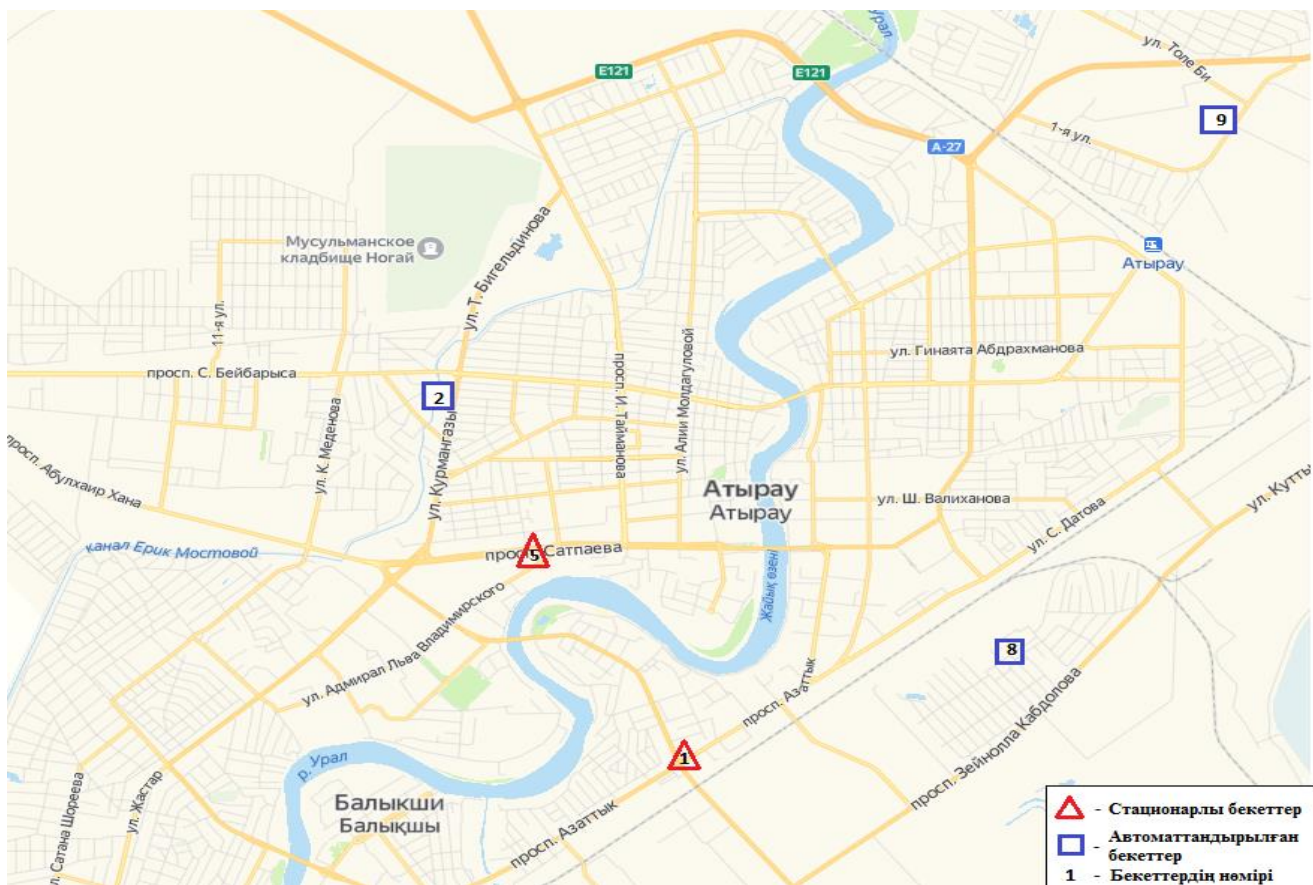 Урал
ул. Толе Би
E121
E121
9
1-я ул.
А-27
ул. Т. Бигельдинова
Мусульманское
кладбище Ногай
Атырау
11-я ул.
ул. Гинаята Абдрахманова
просп. С. Бейбарыса
просп. И. Тайманова
ул. Алии Молдагуловой
2
ул. К. Меденова
ул. Курмангазы
просп. Абулхаир Хана
Атырау
Атырау
ул. Ш. Валиханова
ул. Кутты
ул. С. Датова
канал Ерик Мостовой
просп. Сатпаева
5
Жайық өзені
ул. Адмирал Льва Владимирского
8
просп. Азаттык
просп. Зейнолла Кабдолова
1
р. Урал
Балыкши
Балықшы
ул. Жастар
ул. Сатана Шореева
просп. Азаттык
- Стационарлы бекеттер
- Автоматтандырылған
бекеттер
1 - Бекеттердің нөмірі